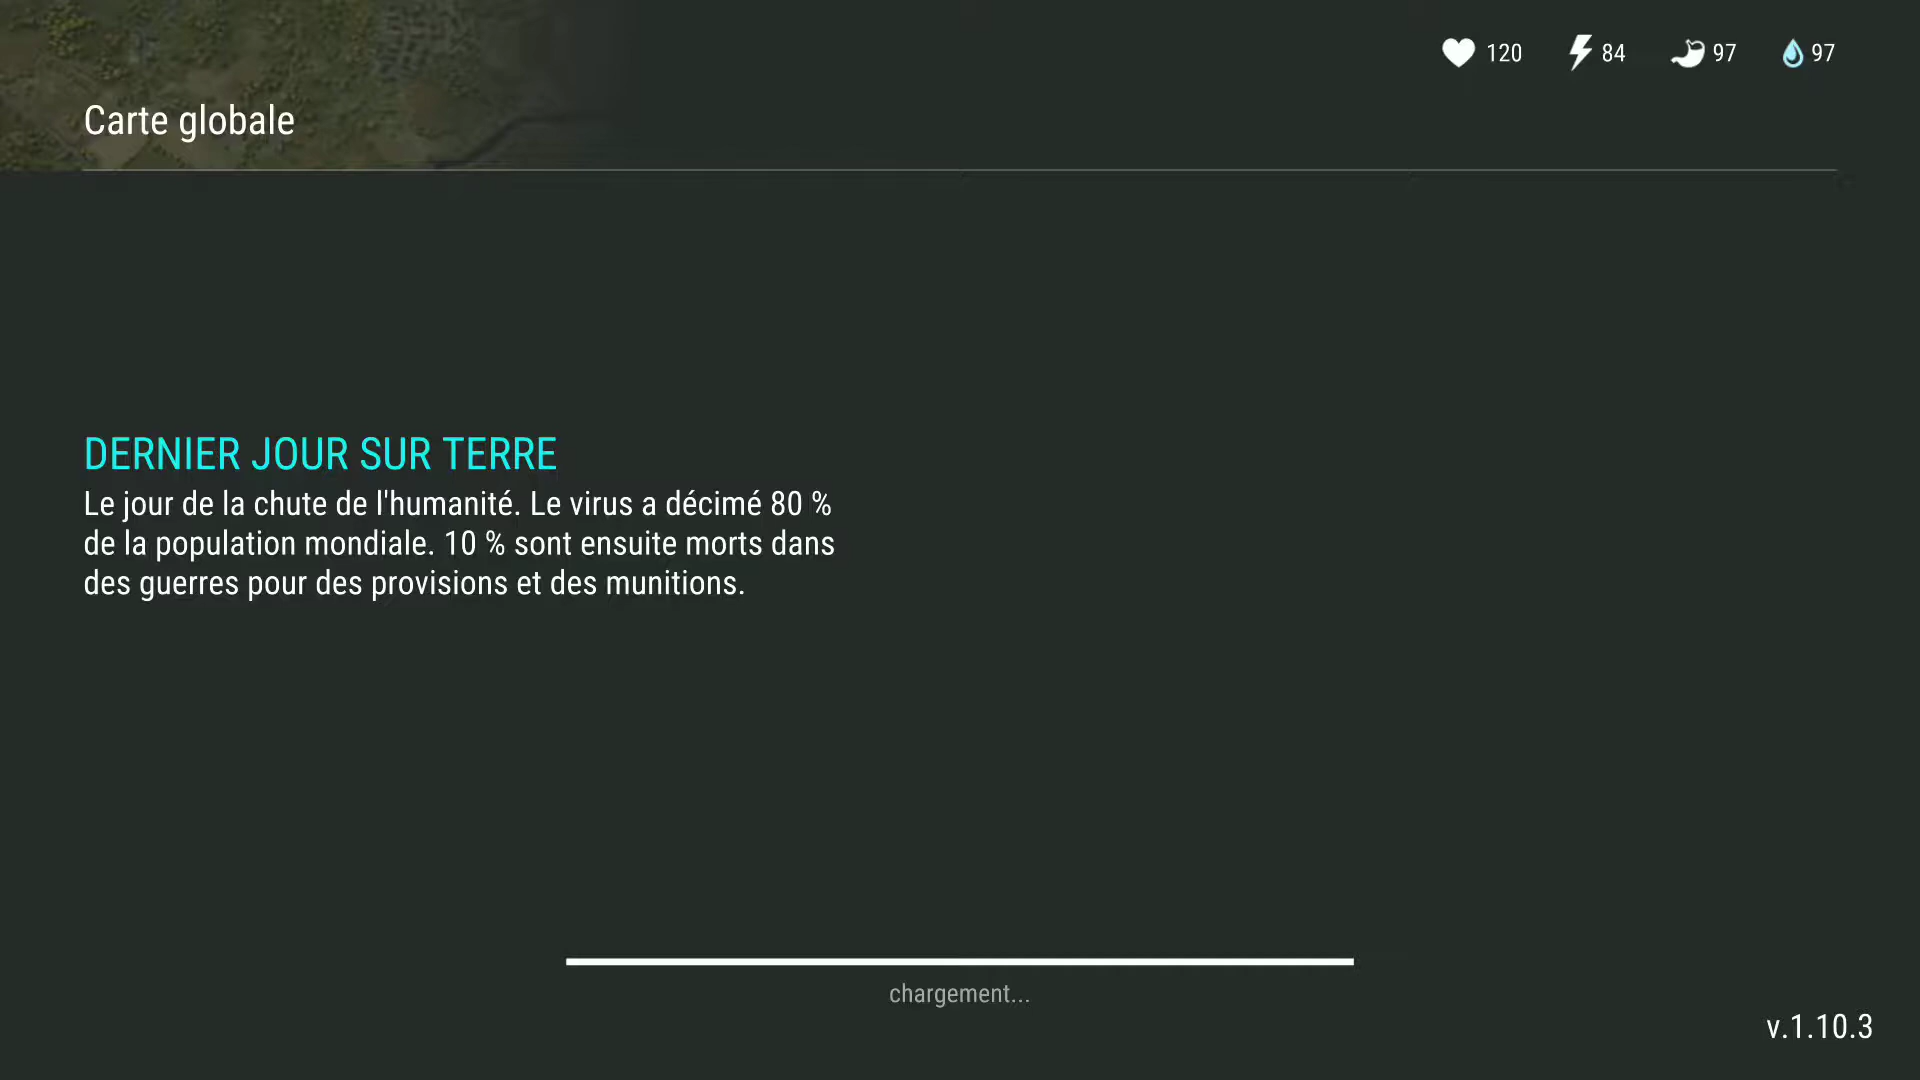 120 84 97 97
Carte globale
DERNIER JOUR SUR TERRE
Le jour de la chute de l'humanité. Le virus a décimé 80 %
de la population mondiale. 10 % sont ensuite morts dans
des guerres pour des provisions et des munitions.
chargement...
v.1.10.3